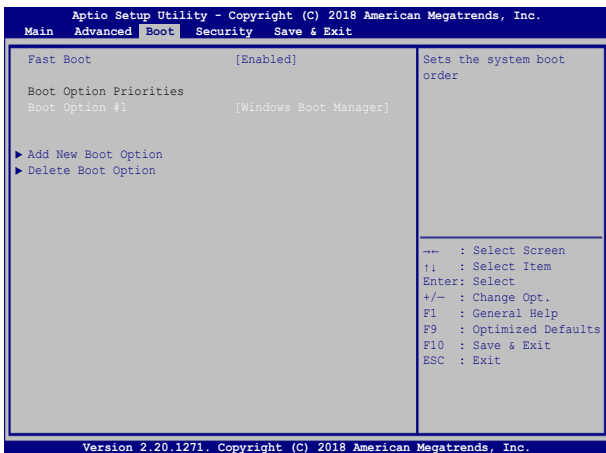 Aptio Setup Utility - Copyright (C) 2018 American Megatrends, Inc.
Main Advanced Boot Security Save & Exit
Fast Boot [Enabled]
Boot Option Priorities
Boot Option #1 [Windows Boot Manager]
▶ Add New Boot Option
▶ Delete Boot Option
Sets the system boot
order
→← : Select Screen
↑↓ : Select Item
Enter: Select
+/— : Change Opt.
F1 : General Help
F9 : Optimized Defaults
F10 : Save & Exit
ESC : Exit
Version 2.20.1271. Copyright (C) 2018 American Megatrends, Inc.